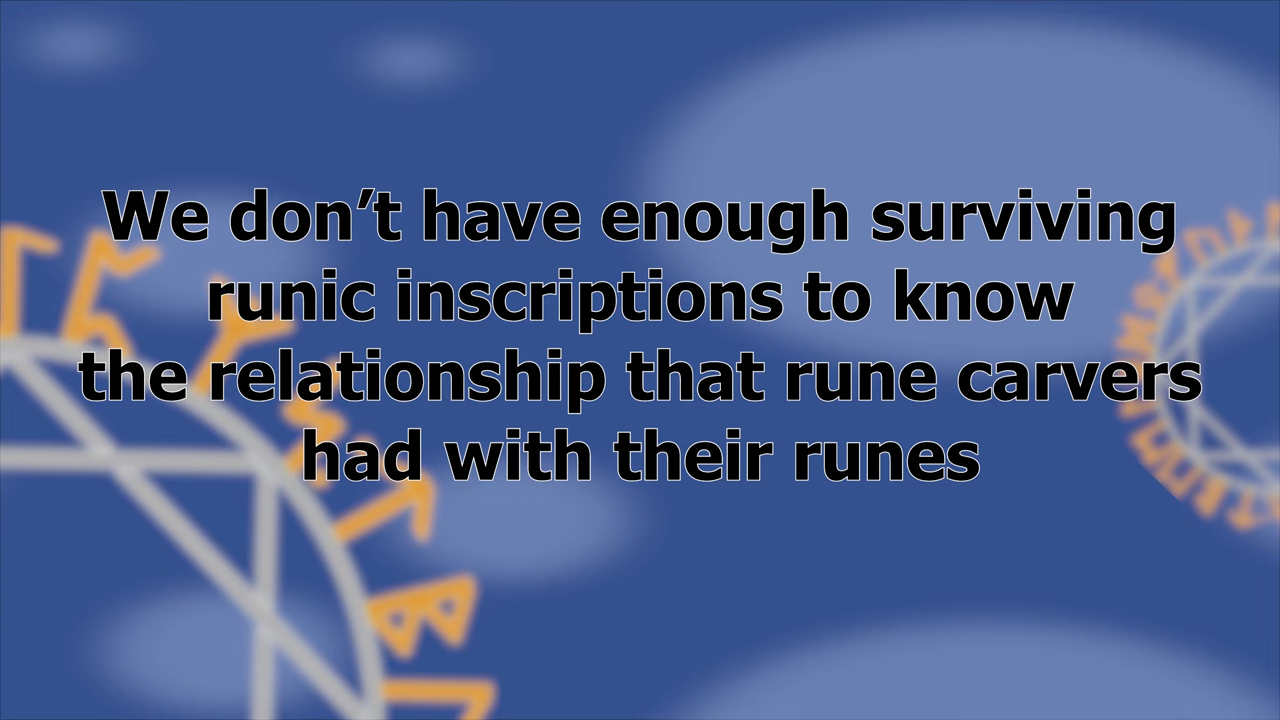 We don’t have enough surviving
runic inscriptions to know
the relationship that rune carvers
had with their runes